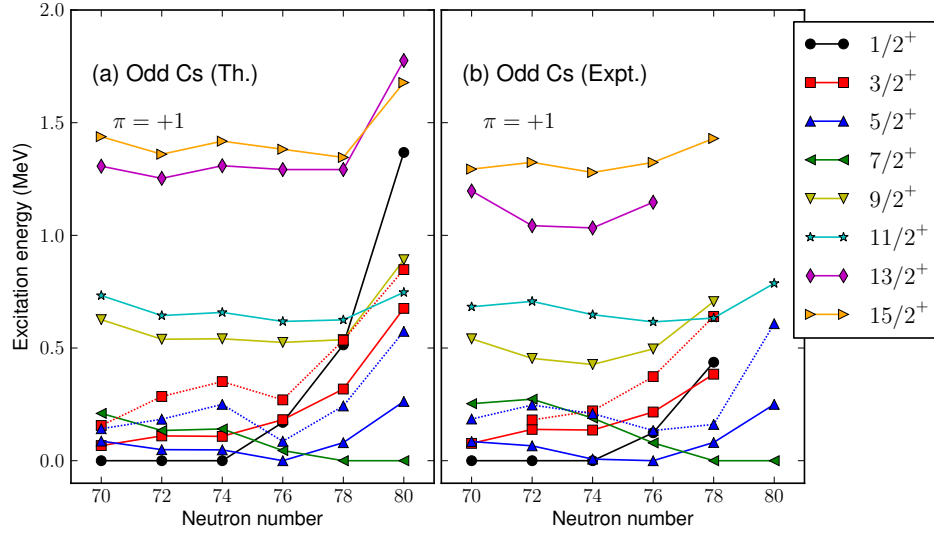 2.0
1.5
1.0
0.5
0.0
Excitation energy (MeV)
(a) Odd Cs (Th.)
π = +1
70 72 74 76 78 80
Neutron number
(b) Odd Cs (Expt.)
π = +1
70 72 74 76 78 80
Neutron number
1/2⁺
3/2⁺
5/2⁺
7/2⁺
9/2⁺
11/2⁺
13/2⁺
15/2⁺